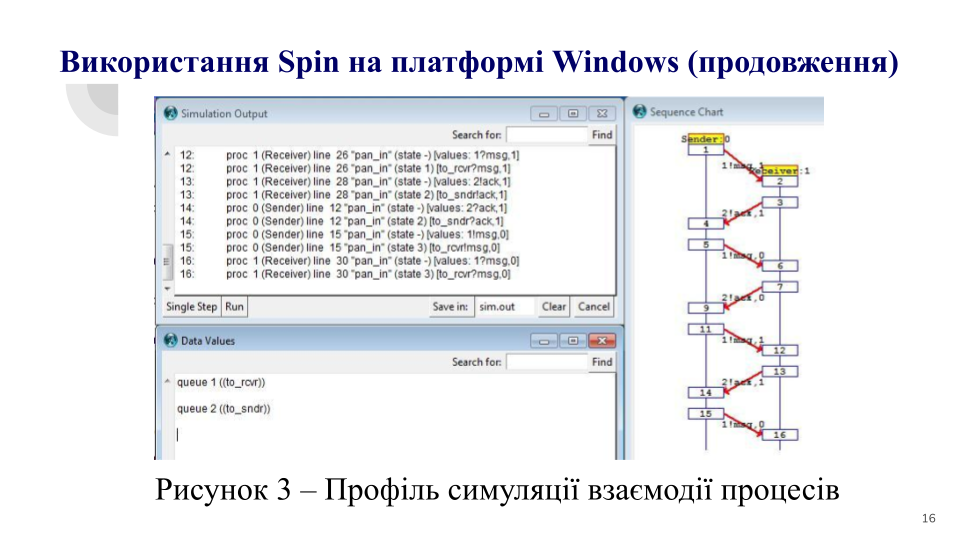 Використання Spin на платформі Windows (продовження)
Simulation Output
Search for:
Find
12: proc 1 (Receiver) line 26 "pan_in" (state -) [values: 1?msg,1]
12: proc 1 (Receiver) line 26 "pan_in" (state 1) [to_rcvr?msg,1]
13: proc 1 (Receiver) line 28 "pan_in" (state -) [values: 2!ack,1]
13: proc 1 (Receiver) line 28 "pan_in" (state 2) [to_sndr!ack,1]
14: proc 0 (Sender) line 12 "pan_in" (state -) [values: 2?ack,1]
14: proc 0 (Sender) line 12 "pan_in" (state 2) [to_sndr?ack,1]
15: proc 0 (Sender) line 15 "pan_in" (state -) [values: 1!msg,0]
15: proc 0 (Sender) line 15 "pan_in" (state 3) [to_rcvr!msg,0]
16: proc 1 (Receiver) line 30 "pan_in" (state -) [values: 1?msg,0]
16: proc 1 (Receiver) line 30 "pan_in" (state 3) [to_rcvr?msg,0]
Single Step Run Save in: sim.out Clear Cancel
Data Values
Search for:
Find
queue 1 ((to_rcvr))
queue 2 ((to_sndr))
Sequence Chart
Sender:0
1
1!msg,1
Receiver:1
2
3
2!ack,1
4
5
1!msg,0
6
7
2!ack,0
9
11
1!msg,1
12
13
2!ack,1
14
15
1!msg,0
16
Рисунок 3 – Профіль симуляції взаємодії процесів
16